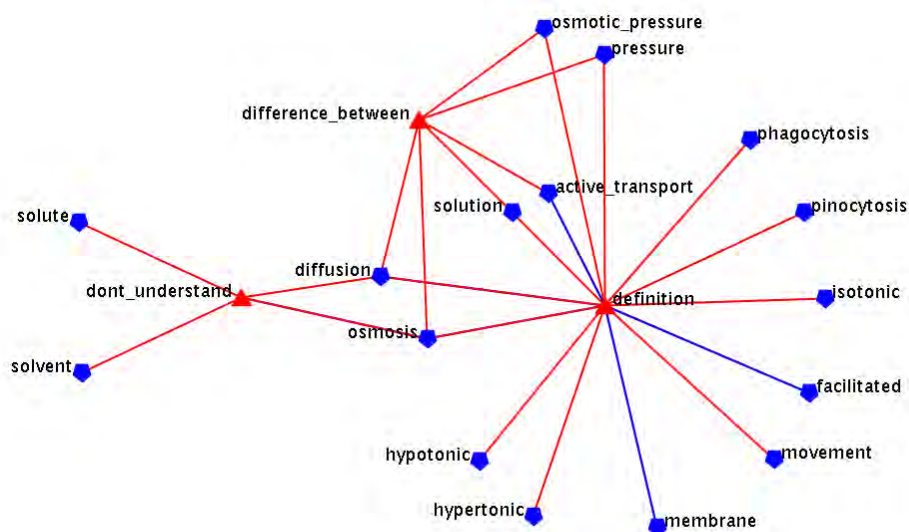 osmotic_pressure
pressure
difference_between
phagocytosis
active_transport
solution
pinocytosis
solute
diffusion
dont_understand
definition
isotonic
osmosis
solvent
facilitated
hypotonic
movement
hypertonic
membrane